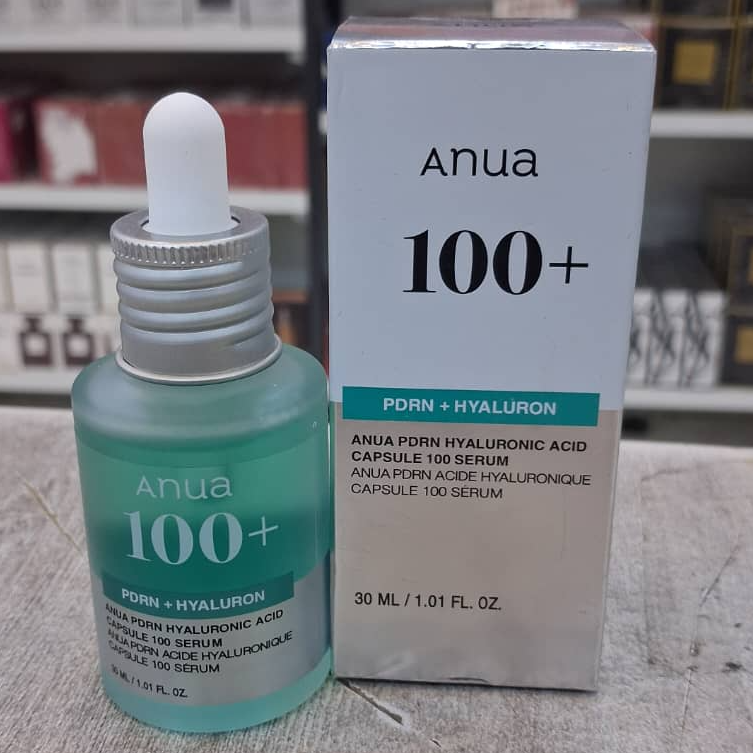 Anua
100+
PDRN + HYALURON
ANUA PDRN HYALURONIC ACID
CAPSULE 100 SERUM
ANUA PDRN ACIDE HYALURONIQUE
CAPSULE 100 SÉRUM
30 ML / 1.01 FL. OZ.
Anua
100+
PDRN + HYALURON
ANUA PDRN HYALURONIC ACID
CAPSULE 100 SERUM
ANUA PDRN ACIDE HYALURONIQUE
CAPSULE 100 SÉRUM
30 ML / 1.01 FL. OZ.